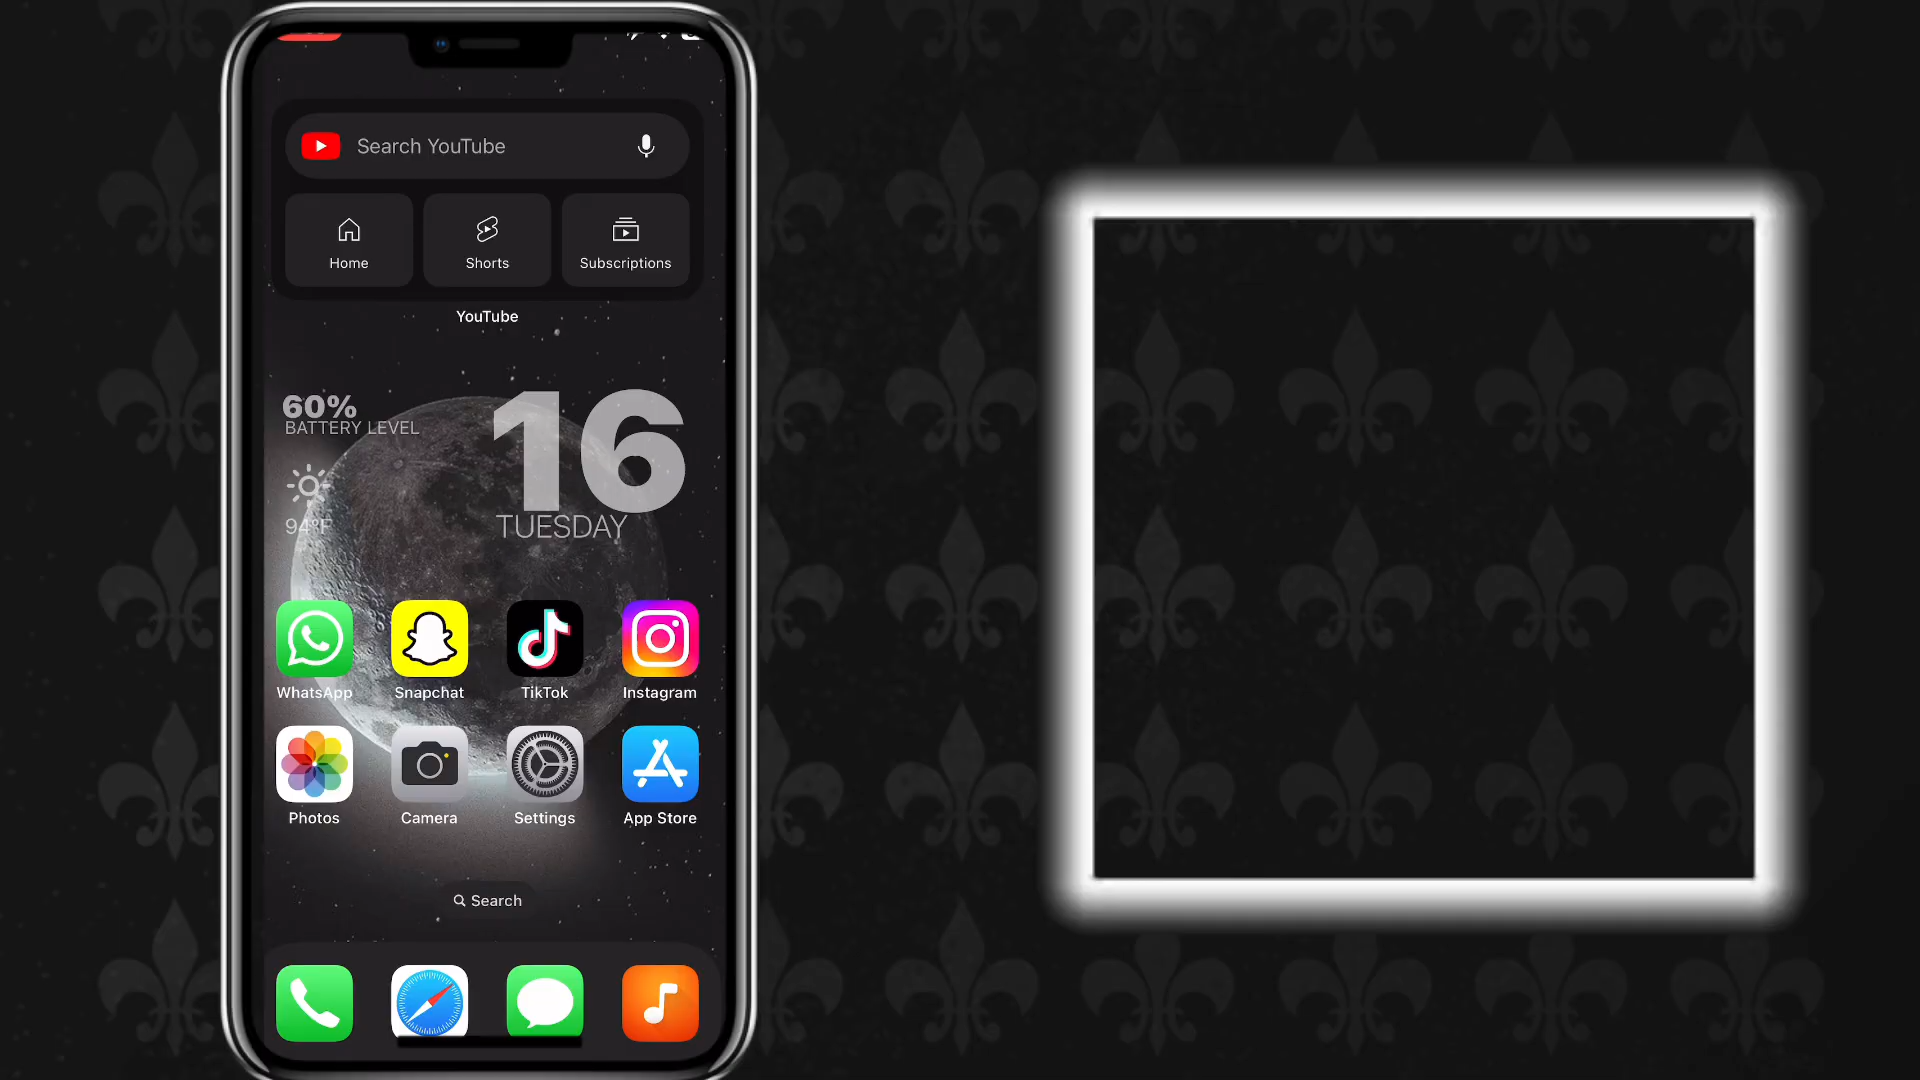 Search YouTube
Home Shorts Subscriptions
YouTube
60%
BATTERY LEVEL
94°F
16
TUESDAY
WhatsApp Snapchat TikTok Instagram
Photos Camera Settings App Store
Search